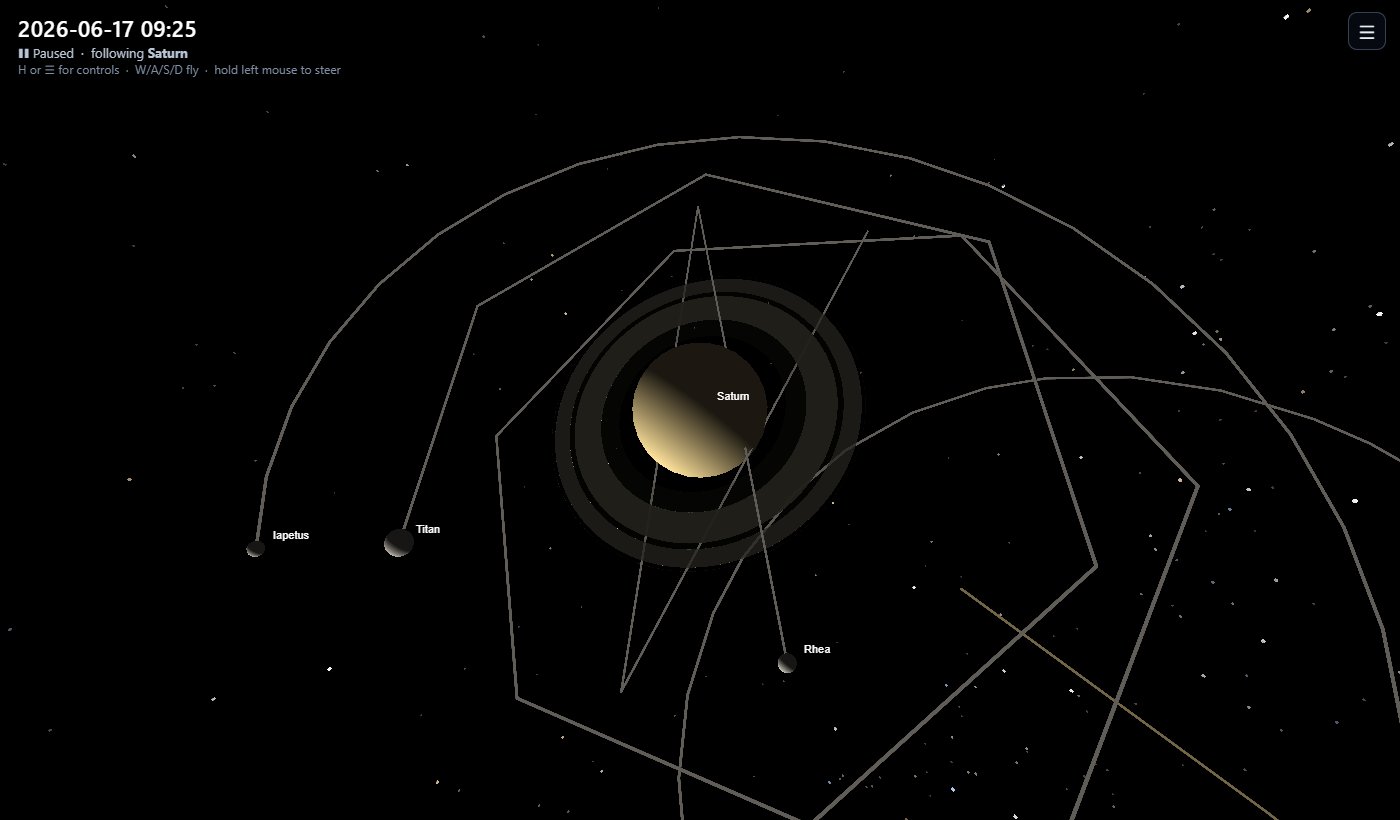 2026-06-17 09:25
Paused · following Saturn
H or ☰ for controls · W/A/S/D fly · hold left mouse to steer
Saturn
Titan
Iapetus
Rhea